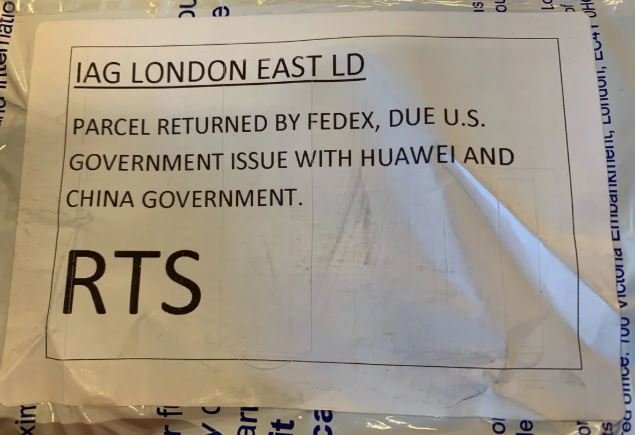 IAG LONDON EAST LD
PARCEL RETURNED BY FEDEX, DUE U.S.
GOVERNMENT ISSUE WITH HUAWEI AND
CHINA GOVERNMENT.
RTS